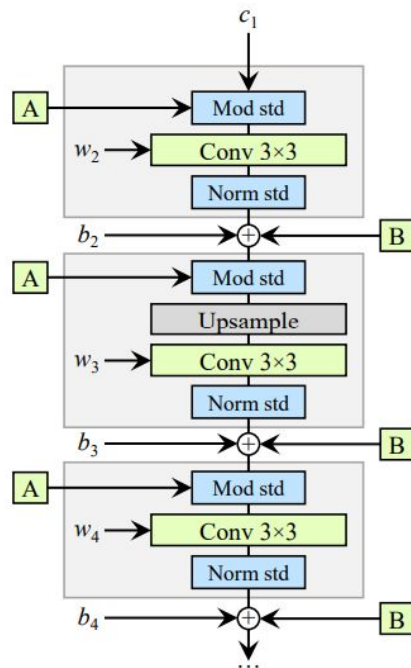 c₁
A Mod std
w₂ Conv 3×3
Norm std
b₂ + B
A Mod std
Upsample
w₃ Conv 3×3
Norm std
b₃ + B
A Mod std
w₄ Conv 3×3
Norm std
b₄ + B
...